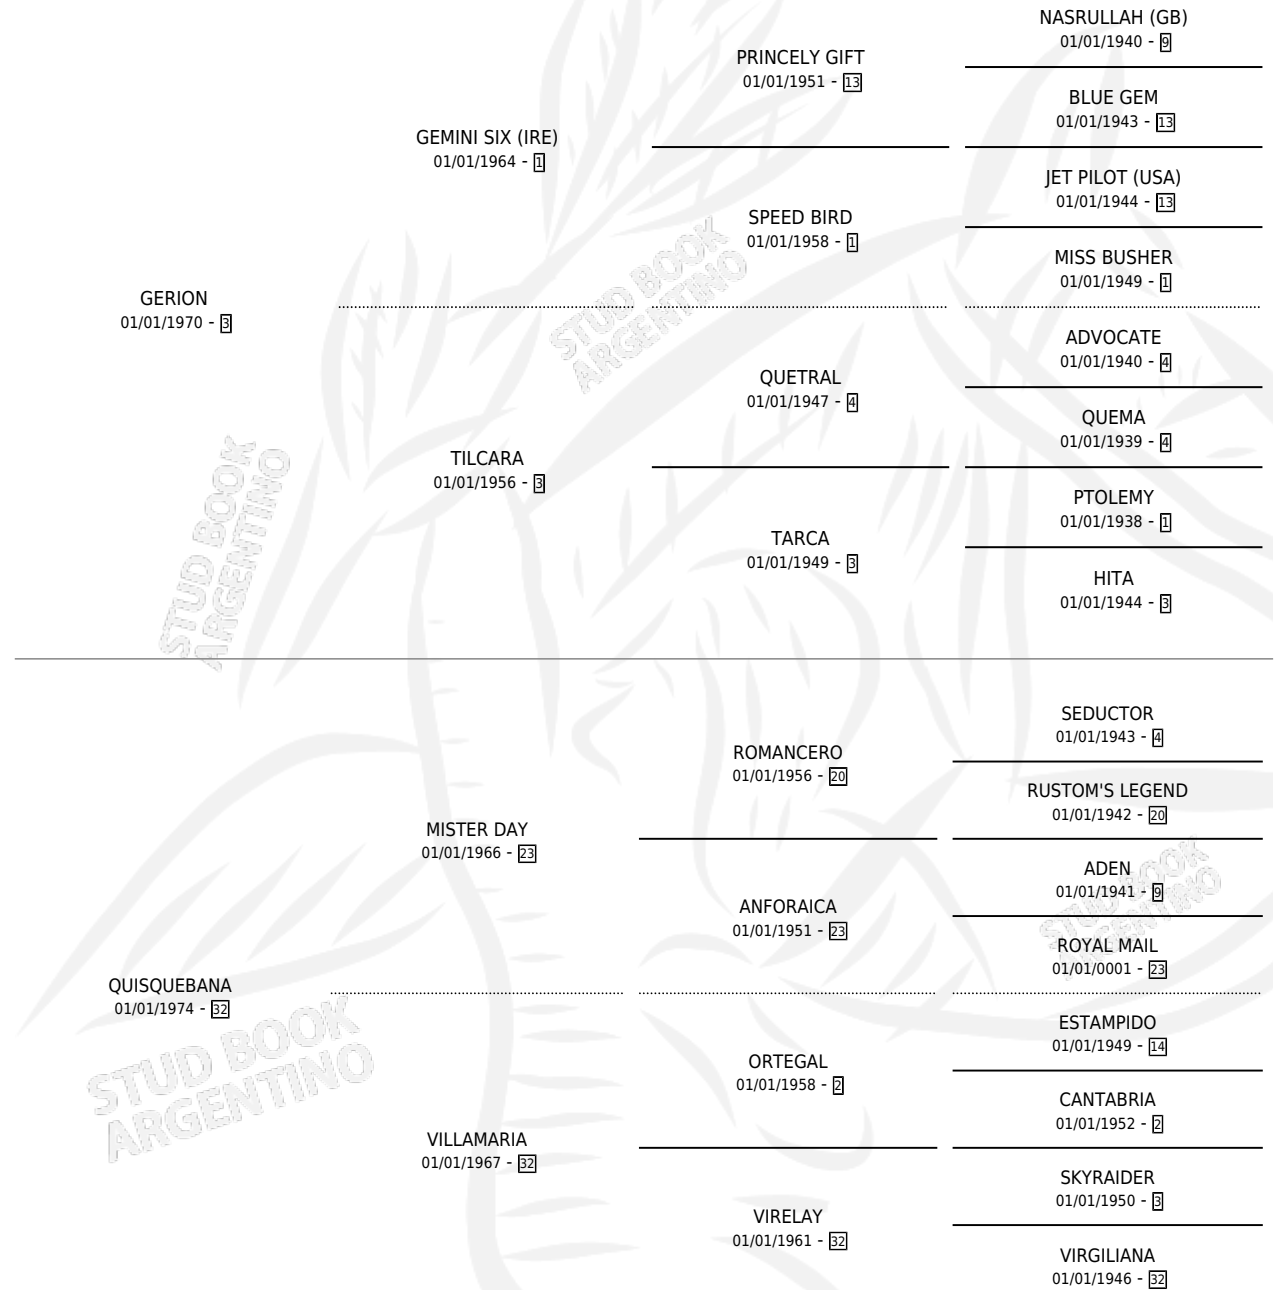 NASRULLAH (GB)
01/01/1940 - 9
PRINCELY GIFT
01/01/1951 - 13
BLUE GEM
01/01/1943 - 13
GEMINI SIX (IRE)
01/01/1964 - 1
JET PILOT (USA)
01/01/1944 - 13
SPEED BIRD
01/01/1958 - 1
MISS BUSHER
01/01/1949 - 1
GERION
01/01/1970 - 3
ADVOCATE
01/01/1940 - 4
QUETRAL
01/01/1947 - 4
QUEMA
01/01/1939 - 4
TILCARA
01/01/1956 - 3
PTOLEMY
01/01/1938 - 1
TARCA
01/01/1949 - 3
HITA
01/01/1944 - 3
STUD BOOK
ARGENTINO
STUD BOOK
ARGENTINO
SEDUCTOR
01/01/1943 - 4
ROMANCERO
01/01/1956 - 20
RUSTOM'S LEGEND
01/01/1942 - 20
MISTER DAY
01/01/1966 - 23
ADEN
01/01/1941 - 9
ANFORAICA
01/01/1951 - 23
ROYAL MAIL
01/01/0001 - 23
QUISQUEBANA
01/01/1974 - 32
ESTAMPIDO
01/01/1949 - 14
ORTEGAL
01/01/1958 - 2
CANTABRIA
01/01/1952 - 2
VILLAMARIA
01/01/1967 - 32
SKYRAIDER
01/01/1950 - 3
VIRELAY
01/01/1961 - 32
VIRGILIANA
01/01/1946 - 32
STUD BOOK
ARGENTINO
STUD BOOK
ARGENTINO